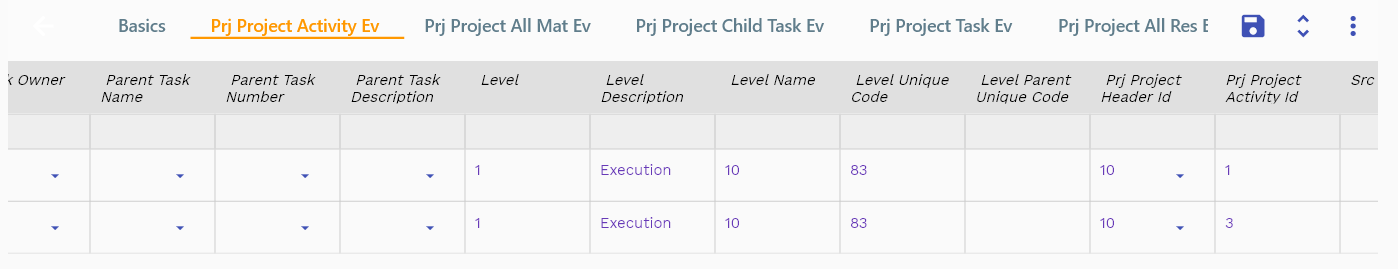 Basics Prj Project Activity Ev Prj Project All Mat Ev Prj Project Child Task Ev Prj Project Task Ev Prj Project All Res E
k Owner Parent Task Parent Task Parent Task Level Level Level Name Level Unique Level Parent Prj Project Prj Project Src
Name Number Description Description Code Unique Code Header Id Activity Id
1 Execution 10 83 10 1
1 Execution 10 83 10 3